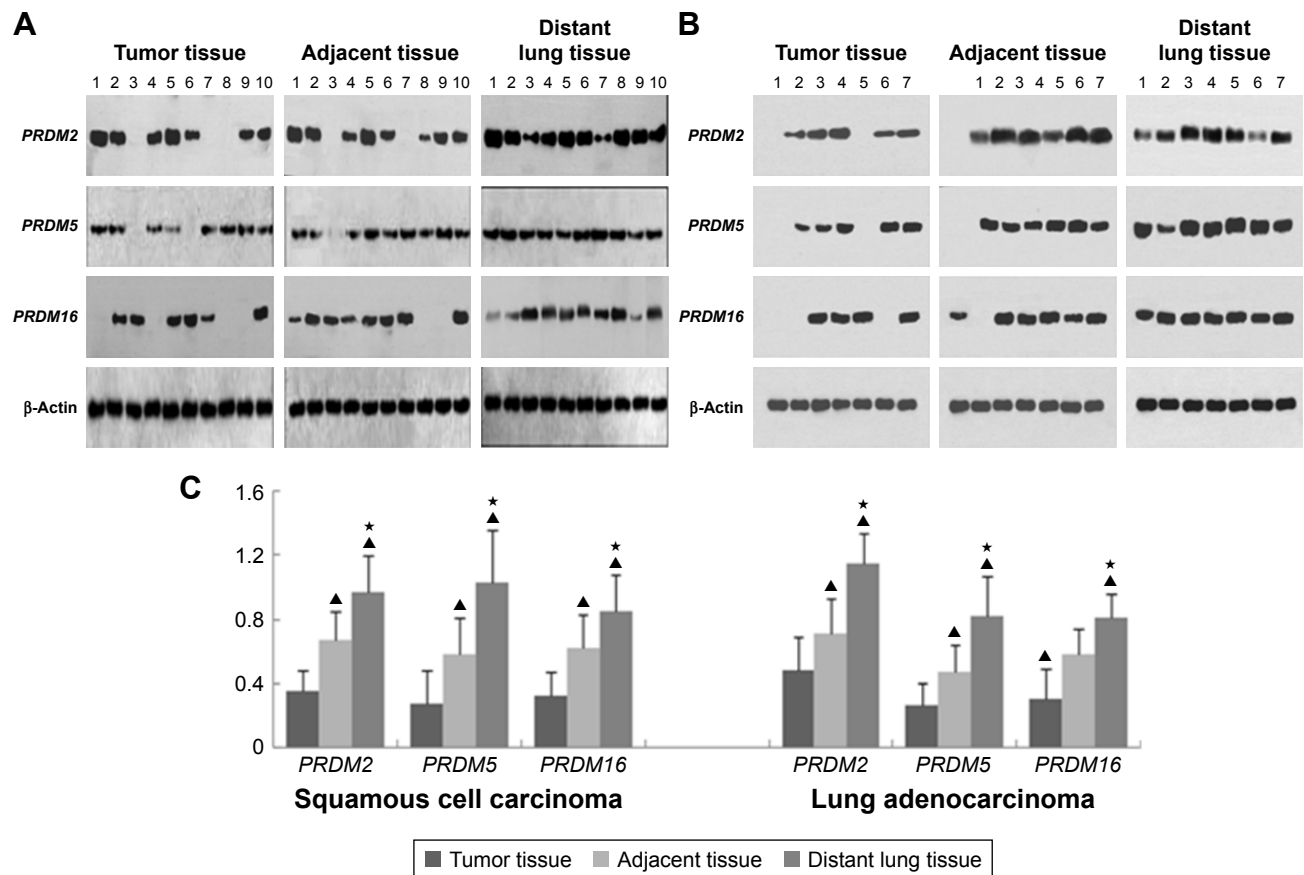 A
Tumor tissue
Adjacent tissue
Distant
lung tissue
1 2 3 4 5 6 7 8 9 10
1 2 3 4 5 6 7 8 9 10
1 2 3 4 5 6 7 8 9 10
PRDM2
PRDM5
PRDM16
β-Actin
B
Tumor tissue
Adjacent tissue
Distant
lung tissue
1 2 3 4 5 6 7
1 2 3 4 5 6 7
1 2 3 4 5 6 7
PRDM2
PRDM5
PRDM16
β-Actin
C
1.6
1.2
0.8
0.4
0
PRDM2 PRDM5 PRDM16
Squamous cell carcinoma
PRDM2 PRDM5 PRDM16
Lung adenocarcinoma
Tumor tissue Adjacent tissue Distant lung tissue